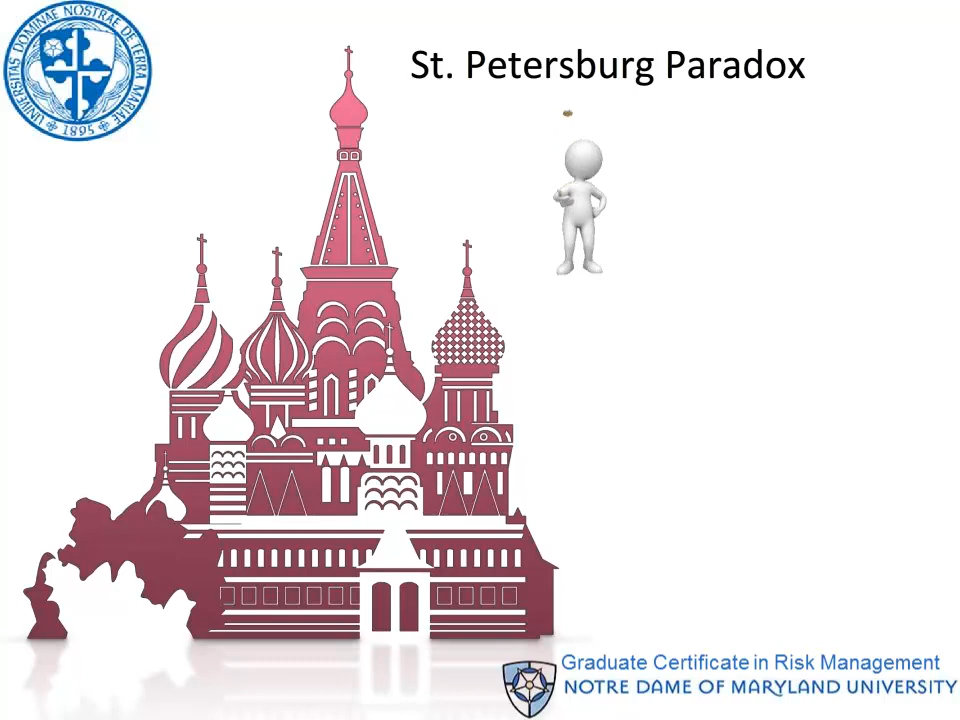 UNIVERSITAS DOMINAE NOSTRAE DE TERRA MARIAE
1895
St. Petersburg Paradox
Graduate Certificate in Risk Management
NOTRE DAME OF MARYLAND UNIVERSITY